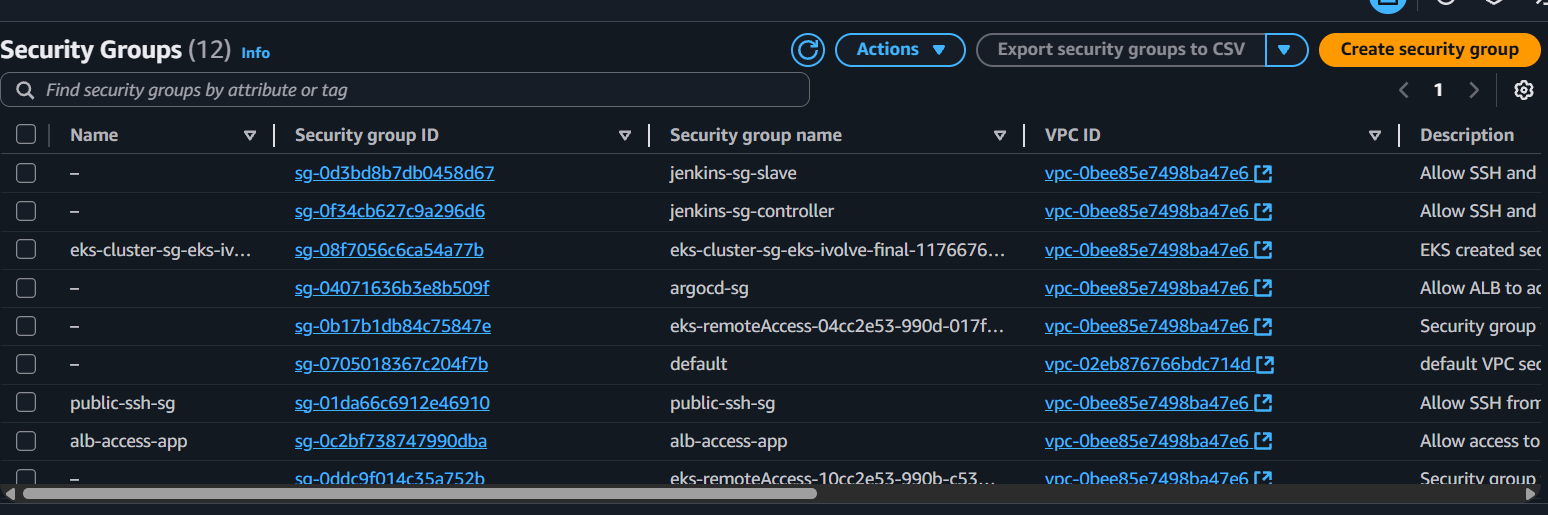 Security Groups (12) Info
Actions
Export security groups to CSV
Create security group
Find security groups by attribute or tag
1
Name Security group ID Security group name VPC ID Description
– sg-0d3bd8b7db0458d67 jenkins-sg-slave vpc-0bee85e7498ba47e6 Allow SSH and
– sg-0f34cb627c9a296d6 jenkins-sg-controller vpc-0bee85e7498ba47e6 Allow SSH and
eks-cluster-sg-eks-iv… sg-08f7056c6ca54a77b eks-cluster-sg-eks-ivolve-final-1176676… vpc-0bee85e7498ba47e6 EKS created sec
– sg-04071636b3e8b509f argocd-sg vpc-0bee85e7498ba47e6 Allow ALB to ac
– sg-0b17b1db84c75847e eks-remoteAccess-04cc2e53-990d-017f… vpc-0bee85e7498ba47e6 Security group
– sg-0705018367c204f7b default vpc-02eb876766bdc714d default VPC sec
public-ssh-sg sg-01da66c6912e46910 public-ssh-sg vpc-0bee85e7498ba47e6 Allow SSH from
alb-access-app sg-0c2bf738747990dba alb-access-app vpc-0bee85e7498ba47e6 Allow access to
– sg-0ddc9f014c35a752b eks-remoteAccess-10cc2e53-990b-c53… vpc-0bee85e7498ba47e6 Security group